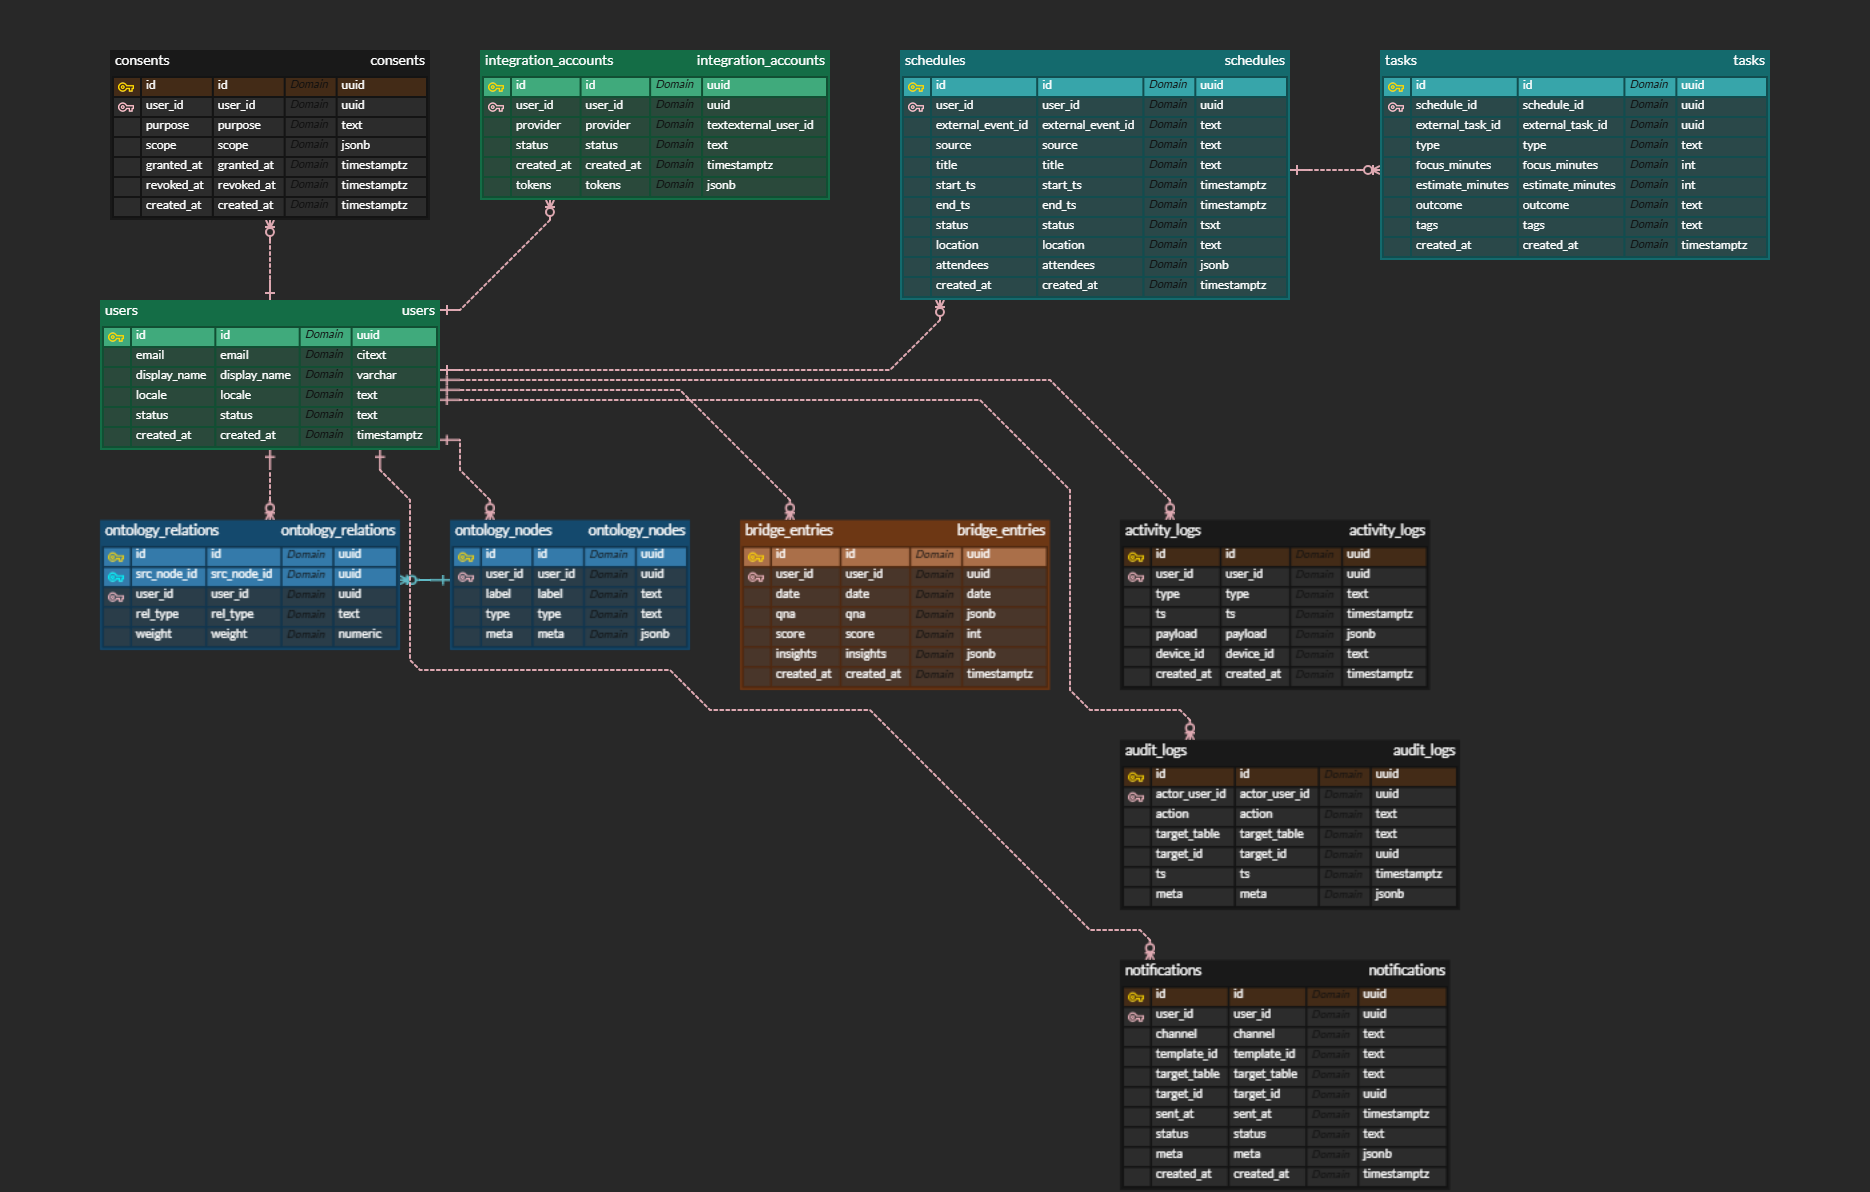 consents consents
id id Domain uuid
user_id user_id Domain uuid
purpose purpose Domain text
scope scope Domain jsonb
granted_at granted_at Domain timestamptz
revoked_at revoked_at Domain timestamptz
created_at created_at Domain timestamptz
integration_accounts integration_accounts
id id Domain uuid
user_id user_id Domain uuid
provider provider Domain textexternal_user_id
status status Domain text
created_at created_at Domain timestamptz
tokens tokens Domain jsonb
schedules schedules
id id Domain uuid
user_id user_id Domain uuid
external_event_id external_event_id Domain text
source source Domain text
title title Domain text
start_ts start_ts Domain timestamptz
end_ts end_ts Domain timestamptz
status status Domain tsxt
location location Domain text
attendees attendees Domain jsonb
created_at created_at Domain timestamptz
tasks tasks
id id Domain uuid
schedule_id schedule_id Domain uuid
external_task_id external_task_id Domain uuid
type type Domain text
focus_minutes focus_minutes Domain int
estimate_minutes estimate_minutes Domain int
outcome outcome Domain text
tags tags Domain text
created_at created_at Domain timestamptz
users users
id id Domain uuid
email email Domain citext
display_name display_name Domain varchar
locale locale Domain text
status status Domain text
created_at created_at Domain timestamptz
ontology_relations ontology_relations
id id Domain uuid
src_node_id src_node_id Domain uuid
user_id user_id Domain uuid
rel_type rel_type Domain text
weight weight Domain numeric
ontology_nodes ontology_nodes
id id Domain uuid
user_id user_id Domain uuid
label label Domain text
type type Domain text
meta meta Domain jsonb
bridge_entries bridge_entries
id id Domain uuid
user_id user_id Domain uuid
date date Domain date
qna qna Domain jsonb
score score Domain int
insights insights Domain jsonb
created_at created_at Domain timestamptz
activity_logs activity_logs
id id Domain uuid
user_id user_id Domain uuid
type type Domain text
ts ts Domain timestamptz
payload payload Domain jsonb
device_id device_id Domain text
created_at created_at Domain timestamptz
audit_logs audit_logs
id id Domain uuid
actor_user_id actor_user_id Domain uuid
action action Domain text
target_table target_table Domain text
target_id target_id Domain uuid
ts ts Domain timestamptz
meta meta Domain jsonb
notifications notifications
id id Domain uuid
user_id user_id Domain uuid
channel channel Domain text
template_id template_id Domain text
target_table target_table Domain text
target_id target_id Domain uuid
sent_at sent_at Domain timestamptz
status status Domain text
meta meta Domain jsonb
created_at created_at Domain timestamptz